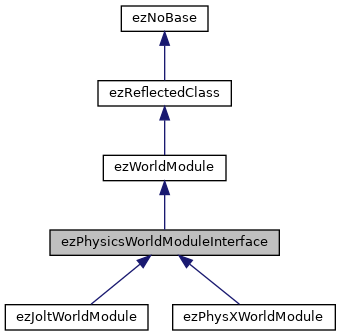 ezNoBase
ezReflectedClass
ezWorldModule
ezPhysicsWorldModuleInterface
ezJoltWorldModule
ezPhysXWorldModule